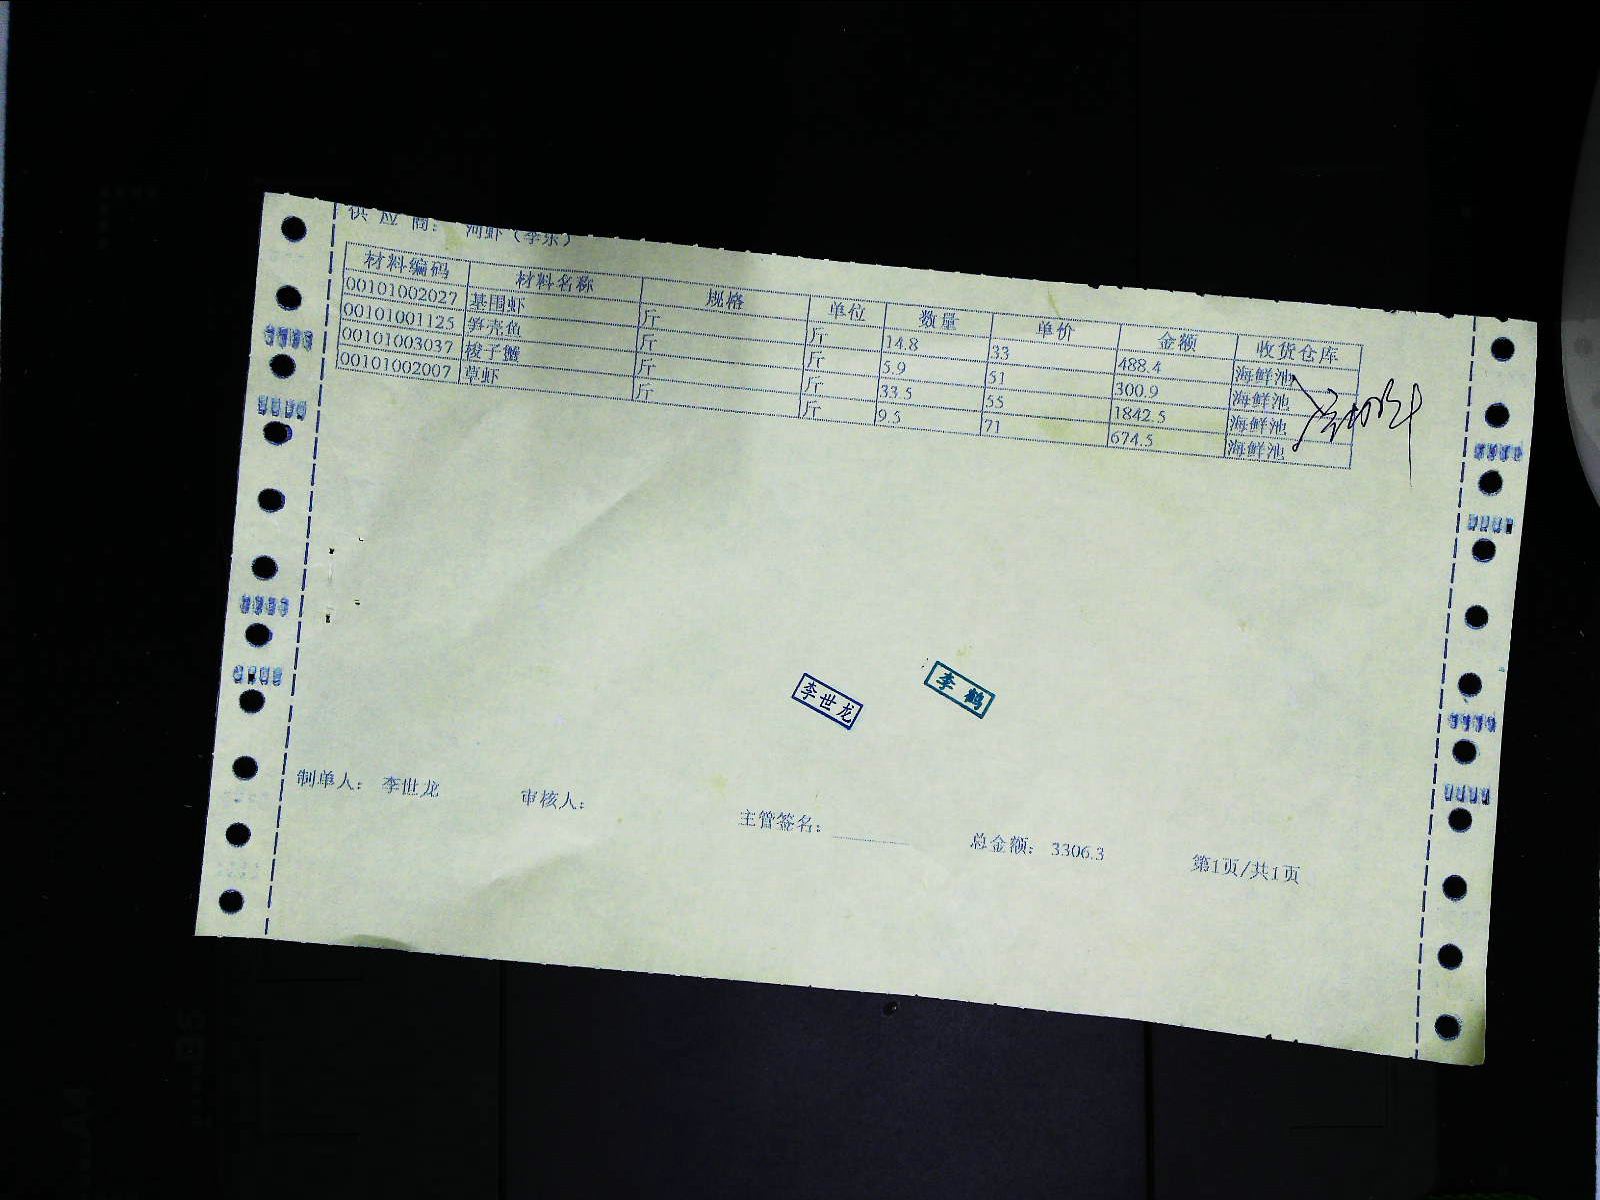 供 应 商： 河虾（李东）
材料编码 材料名称 规格 单位 数量 单价 金额 收货仓库
00101002027 基围虾 斤 斤 14.8 33 488.4 海鲜池
00101001125 笋壳鱼 斤 斤 5.9 51 300.9 海鲜池
00101003037 梭子蟹 斤 斤 33.5 55 1842.5 海鲜池
00101002007 草虾 斤 斤 9.5 71 674.5 海鲜池
李世龙 李鹤
制单人： 李世龙 审核人： 主管签名： 总金额： 3306.3 第1页/共1页